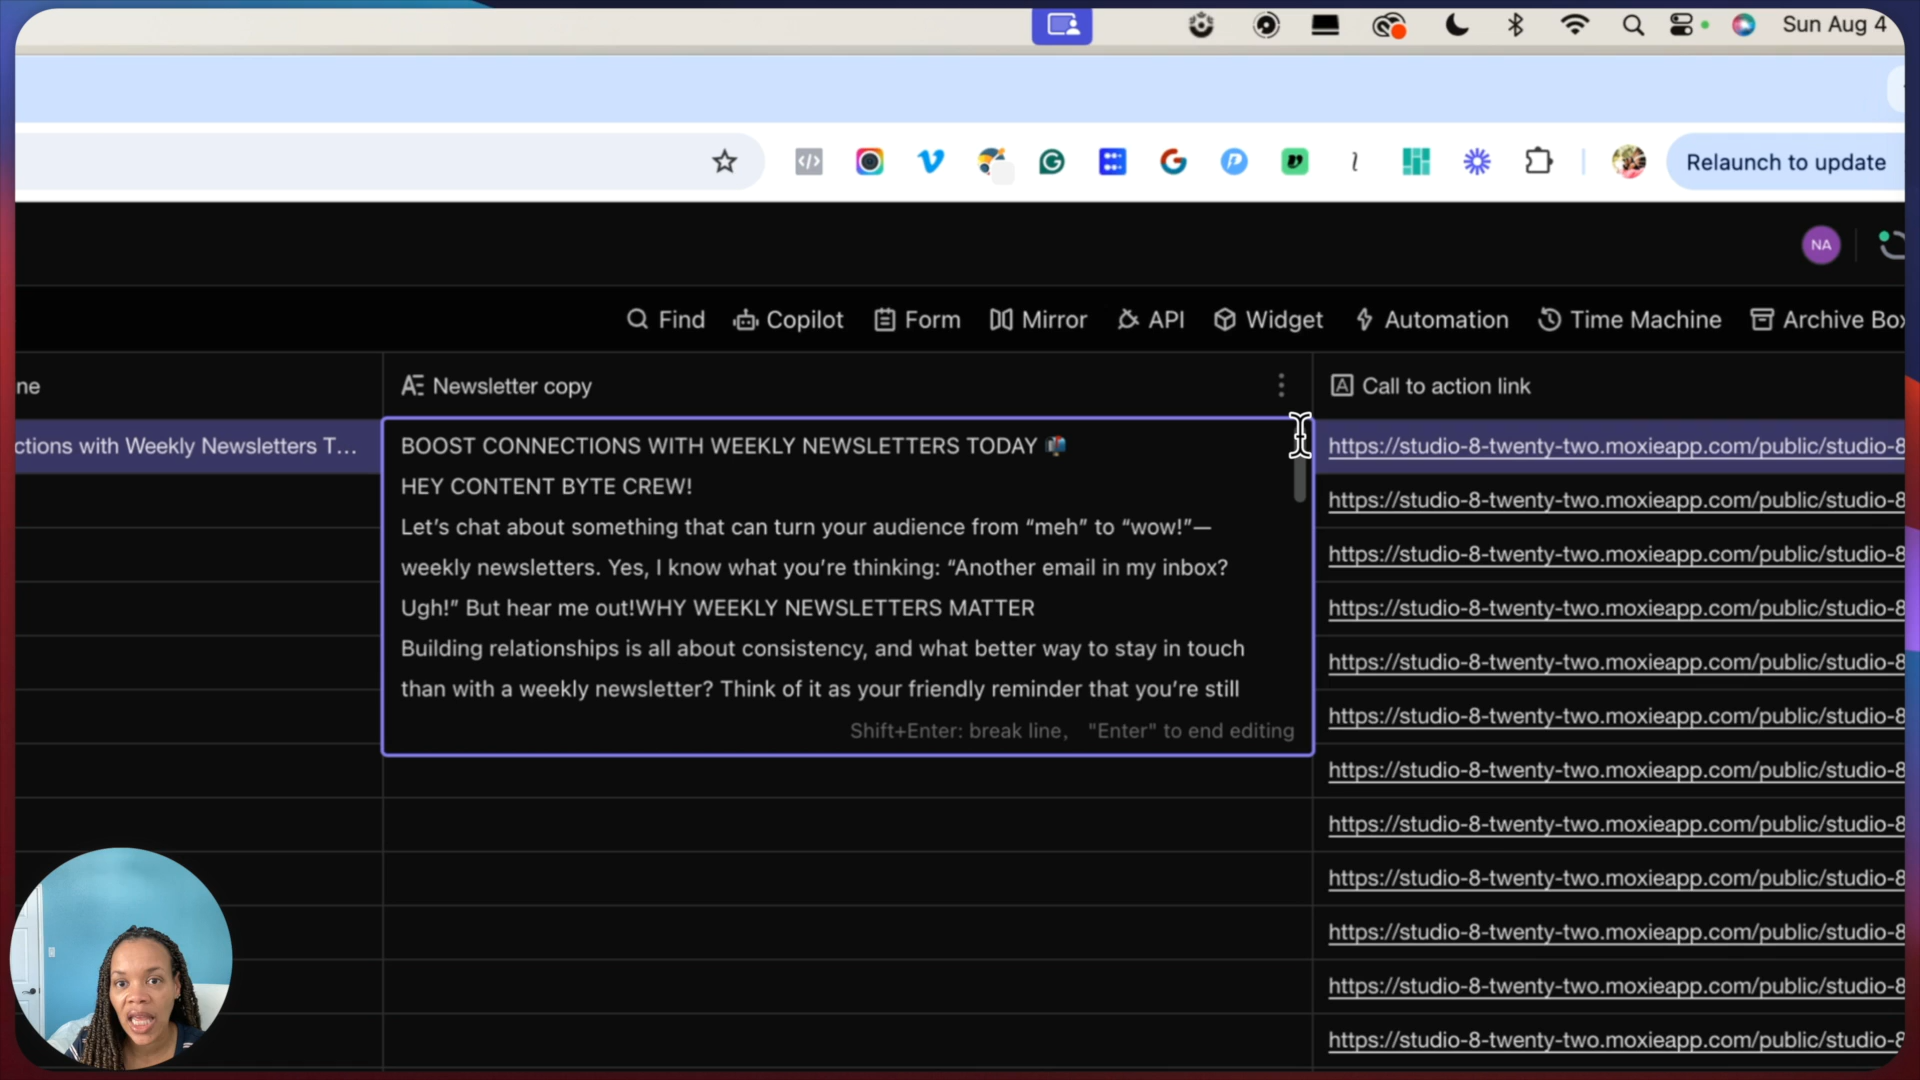 Sun Aug 4
Relaunch to update
NA
Find
Copilot
Form
Mirror
API
Widget
Automation
Time Machine
Archive Box
ne
Newsletter copy
Call to action link
ctions with Weekly Newsletters T...
BOOST CONNECTIONS WITH WEEKLY NEWSLETTERS TODAY 📬
HEY CONTENT BYTE CREW!
Let’s chat about something that can turn your audience from “meh” to “wow!”—
weekly newsletters. Yes, I know what you’re thinking: “Another email in my inbox?
Ugh!” But hear me out!WHY WEEKLY NEWSLETTERS MATTER
Building relationships is all about consistency, and what better way to stay in touch
than with a weekly newsletter? Think of it as your friendly reminder that you’re still
Shift+Enter: break line, "Enter" to end editing
https://studio-8-twenty-two.moxieapp.com/public/studio-8
https://studio-8-twenty-two.moxieapp.com/public/studio-8
https://studio-8-twenty-two.moxieapp.com/public/studio-8
https://studio-8-twenty-two.moxieapp.com/public/studio-8
https://studio-8-twenty-two.moxieapp.com/public/studio-8
https://studio-8-twenty-two.moxieapp.com/public/studio-8
https://studio-8-twenty-two.moxieapp.com/public/studio-8
https://studio-8-twenty-two.moxieapp.com/public/studio-8
https://studio-8-twenty-two.moxieapp.com/public/studio-8
https://studio-8-twenty-two.moxieapp.com/public/studio-8
https://studio-8-twenty-two.moxieapp.com/public/studio-8
https://studio-8-twenty-two.moxieapp.com/public/studio-8